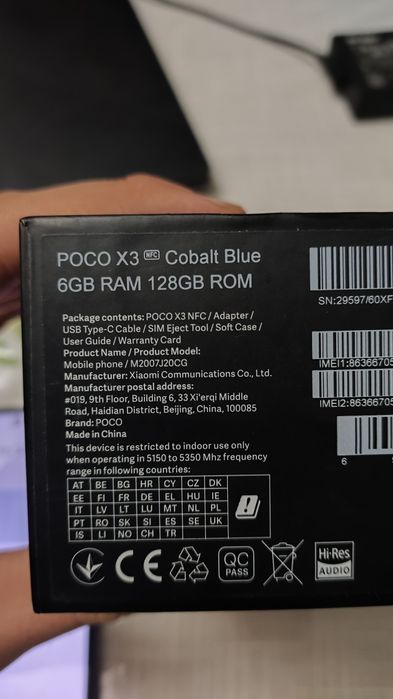 POCO X3 NFC Cobalt Blue
6GB RAM 128GB ROM
Package contents: POCO X3 NFC / Adapter /
USB Type-C Cable / SIM Eject Tool / Soft Case /
User Guide / Warranty Card
Product Name / Product Model:
Mobile phone / M2007J20CG
Manufacturer: Xiaomi Communications Co., Ltd.
Manufacturer postal address:
#019, 9th Floor, Building 6, 33 Xi'erqi Middle
Road, Haidian District, Beijing, China, 100085
Brand: POCO
Made in China
This device is restricted to indoor use only
when operating in 5150 to 5350 Mhz frequency
range in following countries:
AT BE BG HR CY CZ DK
EE FI FR DE EL HU IE
IT LV LT LU MT NL PL
PT RO SK SI ES SE UK
IS LI NO CH TR
CE
QC
PASS
Hi-Res
AUDIO
SN:29597/60XF
IMEI1:86366705
IMEI2:86366705
6